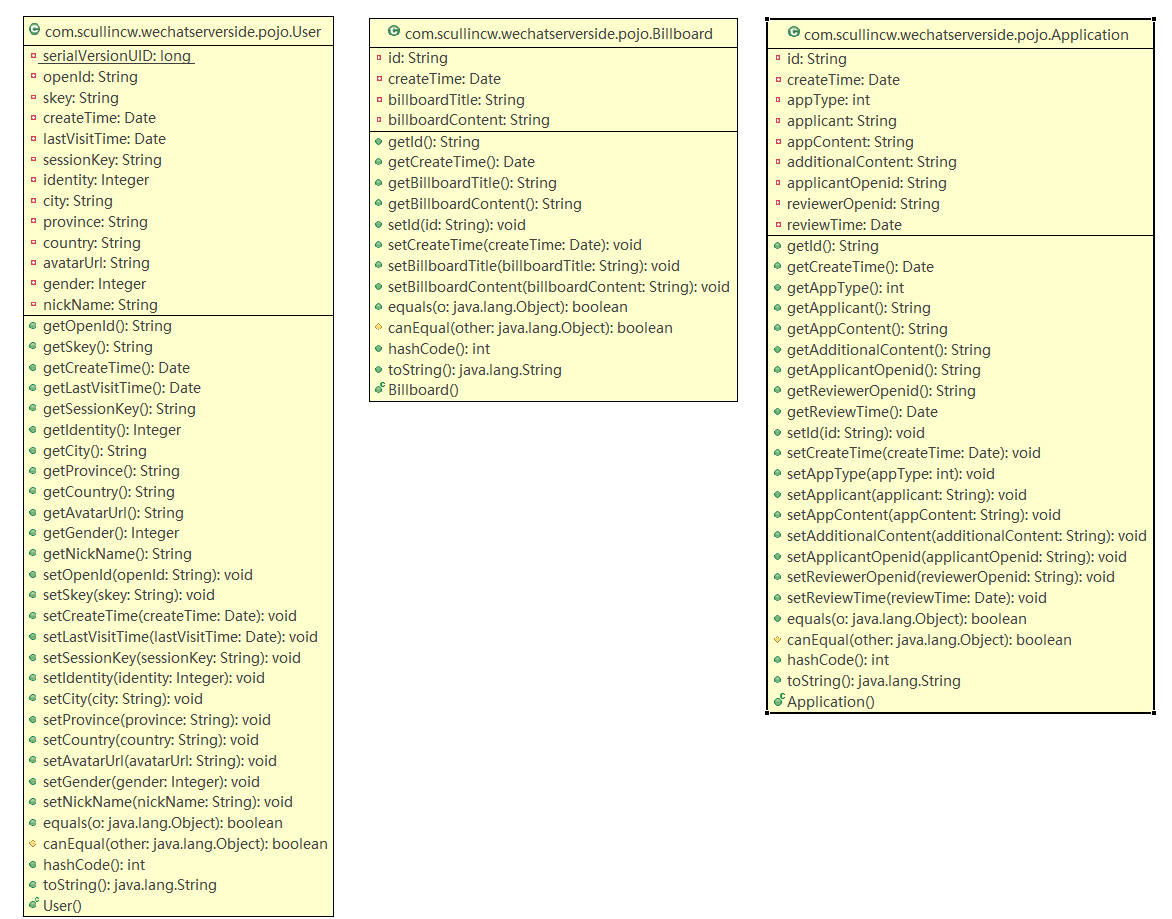 com.scullincw.wechatserverside.pojo.User
serialVersionUID: long
openId: String
skey: String
createTime: Date
lastVisitTime: Date
sessionKey: String
identity: Integer
city: String
province: String
country: String
avatarUrl: String
gender: Integer
nickName: String
getOpenId(): String
getSkey(): String
getCreateTime(): Date
getLastVisitTime(): Date
getSessionKey(): String
getIdentity(): Integer
getCity(): String
getProvince(): String
getCountry(): String
getAvatarUrl(): String
getGender(): Integer
getNickName(): String
setOpenId(openId: String): void
setSkey(skey: String): void
setCreateTime(createTime: Date): void
setLastVisitTime(lastVisitTime: Date): void
setSessionKey(sessionKey: String): void
setIdentity(identity: Integer): void
setCity(city: String): void
setProvince(province: String): void
setCountry(country: String): void
setAvatarUrl(avatarUrl: String): void
setGender(gender: Integer): void
setNickName(nickName: String): void
equals(o: java.lang.Object): boolean
canEqual(other: java.lang.Object): boolean
hashCode(): int
toString(): java.lang.String
User()
com.scullincw.wechatserverside.pojo.Billboard
id: String
createTime: Date
billboardTitle: String
billboardContent: String
getId(): String
getCreateTime(): Date
getBillboardTitle(): String
getBillboardContent(): String
setId(id: String): void
setCreateTime(createTime: Date): void
setBillboardTitle(billboardTitle: String): void
setBillboardContent(billboardContent: String): void
equals(o: java.lang.Object): boolean
canEqual(other: java.lang.Object): boolean
hashCode(): int
toString(): java.lang.String
Billboard()
com.scullincw.wechatserverside.pojo.Application
id: String
createTime: Date
appType: int
applicant: String
appContent: String
additionalContent: String
applicantOpenid: String
reviewerOpenid: String
reviewTime: Date
getId(): String
getCreateTime(): Date
getAppType(): int
getApplicant(): String
getAppContent(): String
getAdditionalContent(): String
getApplicantOpenid(): String
getReviewerOpenid(): String
getReviewTime(): Date
setId(id: String): void
setCreateTime(createTime: Date): void
setAppType(appType: int): void
setApplicant(applicant: String): void
setAppContent(appContent: String): void
setAdditionalContent(additionalContent: String): void
setApplicantOpenid(applicantOpenid: String): void
setReviewerOpenid(reviewerOpenid: String): void
setReviewTime(reviewTime: Date): void
equals(o: java.lang.Object): boolean
canEqual(other: java.lang.Object): boolean
hashCode(): int
toString(): java.lang.String
Application()